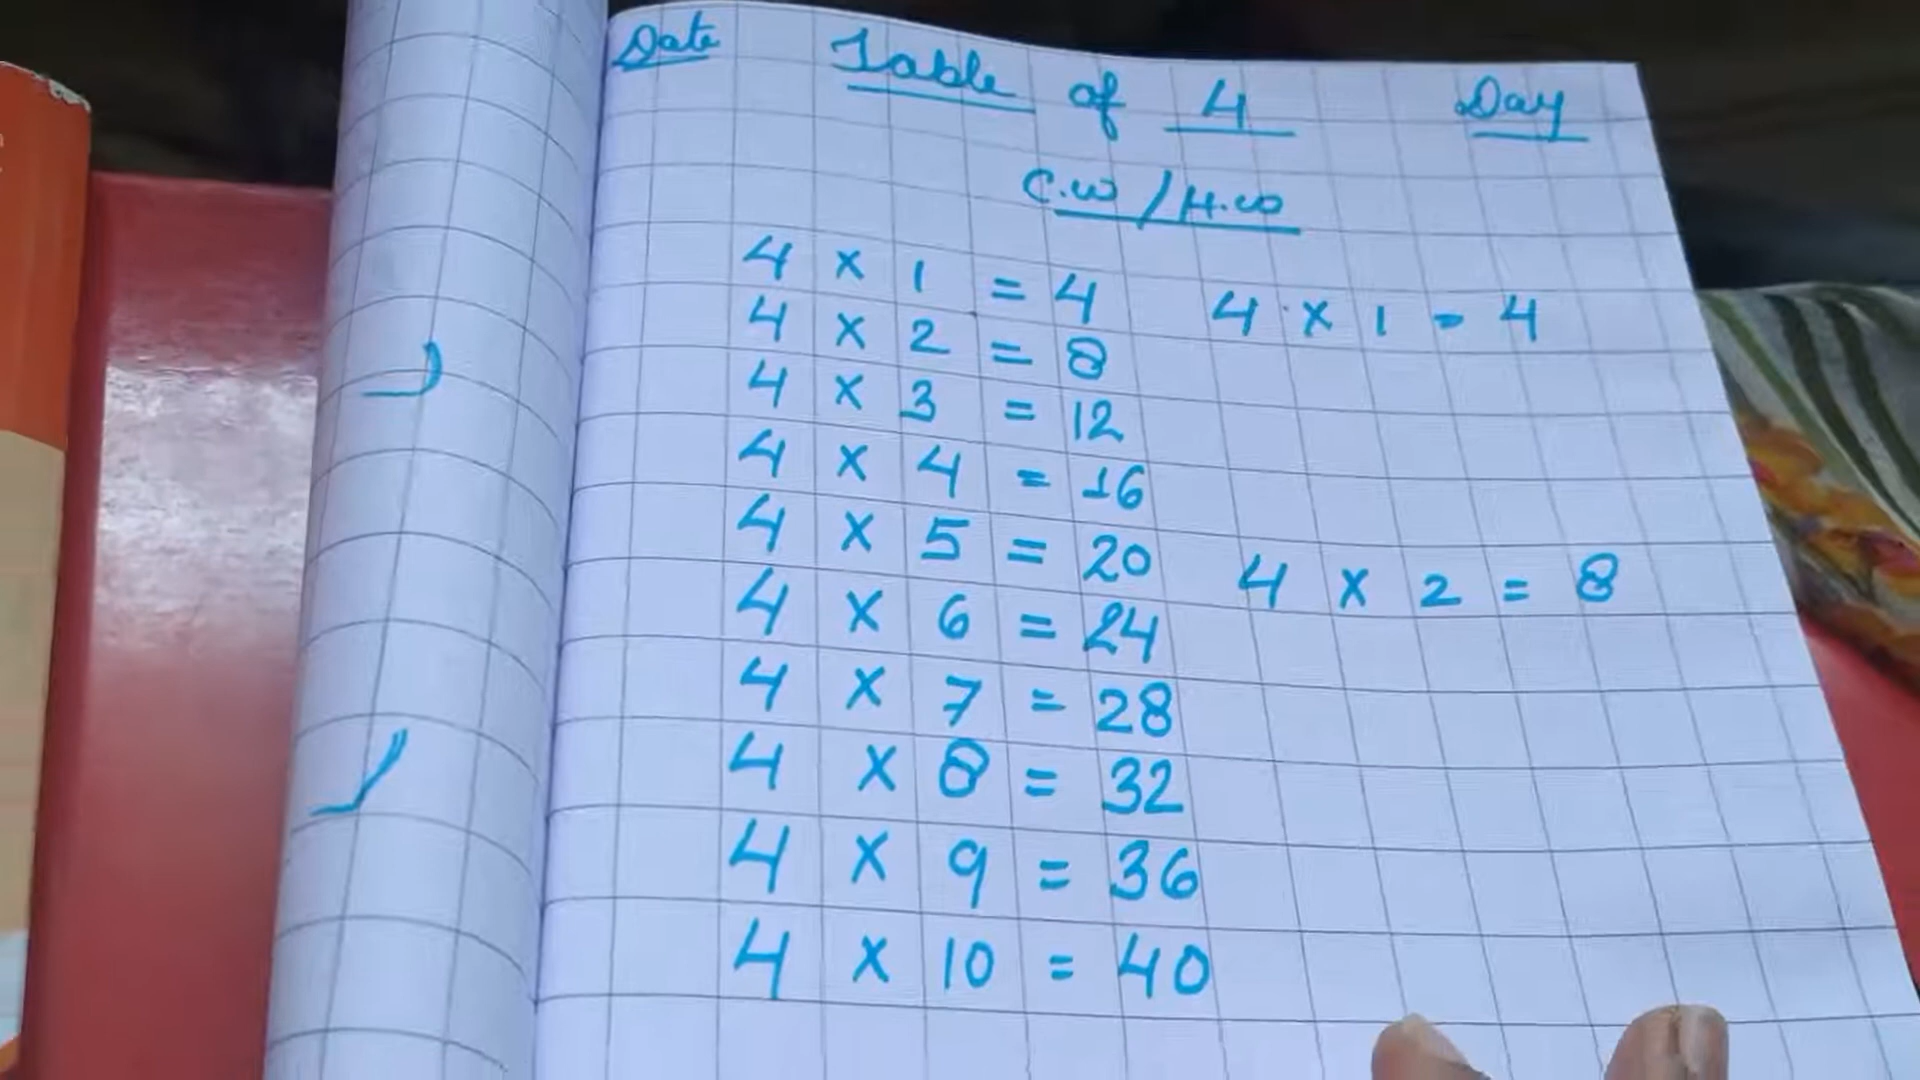 Date Table of 4 Day
C.W / H.W
4 × 1 = 4 4 × 1 = 4
4 × 2 = 8
4 × 3 = 12
4 × 4 = 16
4 × 5 = 20 4 × 2 = 8
4 × 6 = 24
4 × 7 = 28
4 × 8 = 32
4 × 9 = 36
4 × 10 = 40